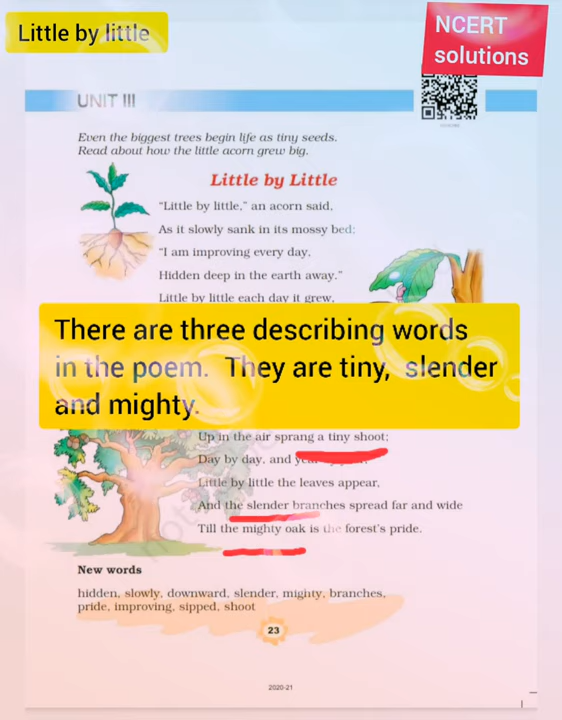 Little by little
NCERT
solutions
UNIT III
Even the biggest trees begin life as tiny seeds.
Read about how the little acorn grew big.
Little by Little
"Little by little," an acorn said,
As it slowly sank in its mossy bed;
"I am improving every day,
Hidden deep in the earth away."
Little by little each day it grew,
There are three describing words
in the poem. They are tiny, slender
and mighty.
Up in the air sprang a tiny shoot;
Day by day, and
Little by little the leaves appear,
And the slender branches spread far and wide
Till the mighty oak is the forest's pride.
New words
hidden, slowly, downward, slender, mighty, branches,
pride, improving, sipped, shoot
23
2020-21